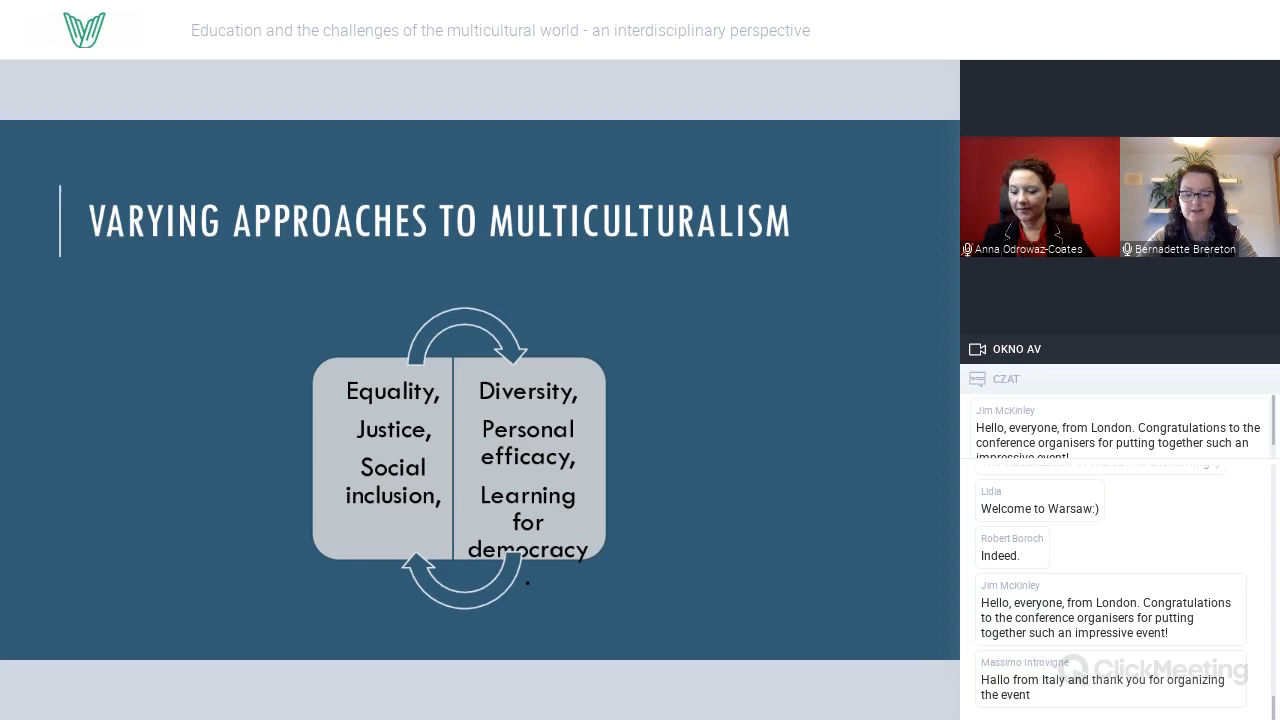 Education and the challenges of the multicultural world - an interdisciplinary perspective
VARYING APPROACHES TO MULTICULTURALISM
Equality,
Justice,
Social
inclusion,
Diversity,
Personal
efficacy,
Learning
for
democracy
.
Anna Odrowaz-Coates
Bernadette Brereton
OKNO AV
CZAT
Jim McKinley
Hello, everyone, from London. Congratulations to the
conference organisers for putting together such an
impressive event!
Lidia
Welcome to Warsaw:)
Robert Boroch
Indeed.
Jim McKinley
Hello, everyone, from London. Congratulations
to the conference organisers for putting
together such an impressive event!
Massimo Introvigne
Hallo from Italy and thank you for organizing
the event
ClickMeeting